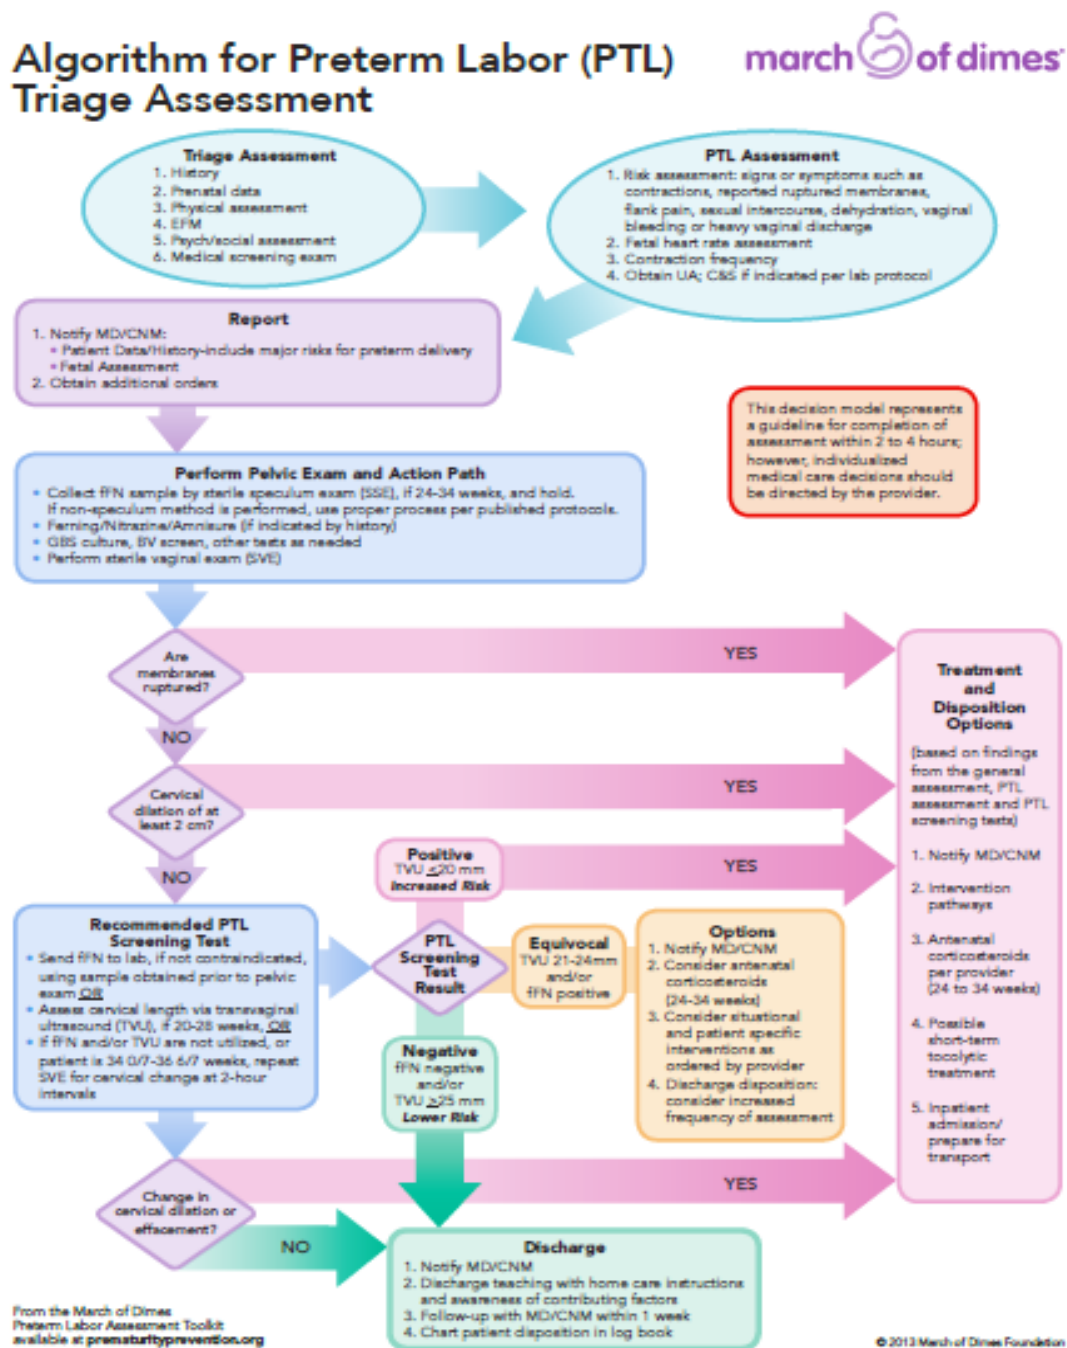 Algorithm for Preterm Labor (PTL)
Triage Assessment
march of dimes
Triage Assessment
1. History
2. Prenatal data
3. Physical assessment
4. EFM
5. Psych/social assessment
6. Medical screening exam
PTL Assessment
1. Risk assessment: signs or symptoms such as
contractions, reported ruptured membranes,
flank pain, sexual intercourse, dehydration, vaginal
bleeding or heavy vaginal discharge
2. Fetal heart rate assessment
3. Contraction frequency
4. Obtain UA; C&S if indicated per lab protocol
Report
1. Notify MD/CNM:
• Patient Data/History-include major risks for preterm delivery
• Fetal Assessment
2. Obtain additional orders
This decision model represents
a guideline for completion of
assessment within 2 to 4 hours;
however, individualized
medical care decisions should
be directed by the provider.
Perform Pelvic Exam and Action Path
• Collect fFN sample by sterile speculum exam (SSE), if 24-34 weeks, and hold.
If non-speculum method is performed, use proper process per published protocols.
• Ferning/Nitrazine/Amnisure (if indicated by history)
• GBS culture, BV screen, other tests as needed
• Perform sterile vaginal exam (SVE)
Are
membranes
ruptured?
YES
NO
Cervical
dilation of at
least 2 cm?
YES
NO
Treatment
and
Disposition
Options
(based on findings
from the general
assessment, PTL
assessment and PTL
screening tests)
1. Notify MD/CNM
2. Intervention
pathways
3. Antenatal
corticosteroids
per provider
(24 to 34 weeks)
4. Possible
short-term
tocolytic
treatment
5. Inpatient
admission/
prepare for
transport
Positive
TVU ≤20 mm
Increased Risk
YES
Recommended PTL
Screening Test
• Send fFN to lab, if not contraindicated,
using sample obtained prior to pelvic
exam OR
• Assess cervical length via transvaginal
ultrasound (TVU), if 20-28 weeks, OR
• If fFN and/or TVU are not utilized, or
patient is 34 0/7-36 6/7 weeks, repeat
SVE for cervical change at 2-hour
intervals
PTL
Screening
Test
Result
Equivocal
TVU 21-24mm
and/or
fFN positive
Options
1. Notify MD/CNM
2. Consider antenatal
corticosteroids
(24-34 weeks)
3. Consider situational
and patient specific
interventions as
ordered by provider
4. Discharge disposition:
consider increased
frequency of assessment
Negative
fFN negative
and/or
TVU ≥25 mm
Lower Risk
Change in
cervical dilation or
effacement?
YES
NO
Discharge
1. Notify MD/CNM
2. Discharge teaching with home care instructions
and awareness of contributing factors
3. Follow-up with MD/CNM within 1 week
4. Chart patient disposition in log book
From the March of Dimes
Preterm Labor Assessment Toolkit
available at prematurityprevention.org
© 2013 March of Dimes Foundation